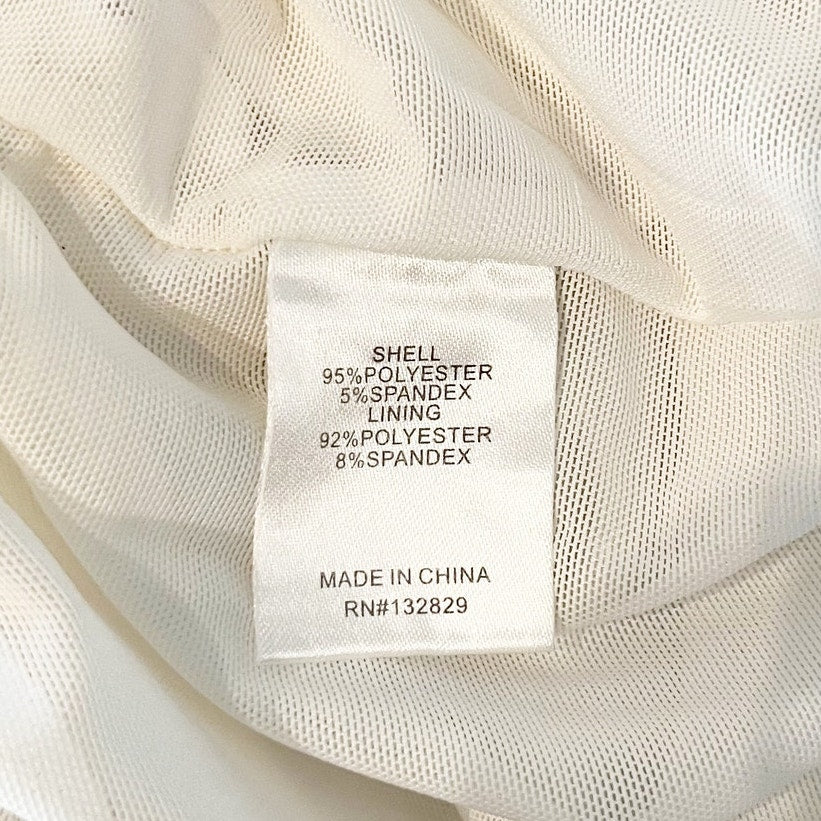 SHELL
95%POLYESTER
5%SPANDEX
LINING
92%POLYESTER
8%SPANDEX
MADE IN CHINA
RN#132829